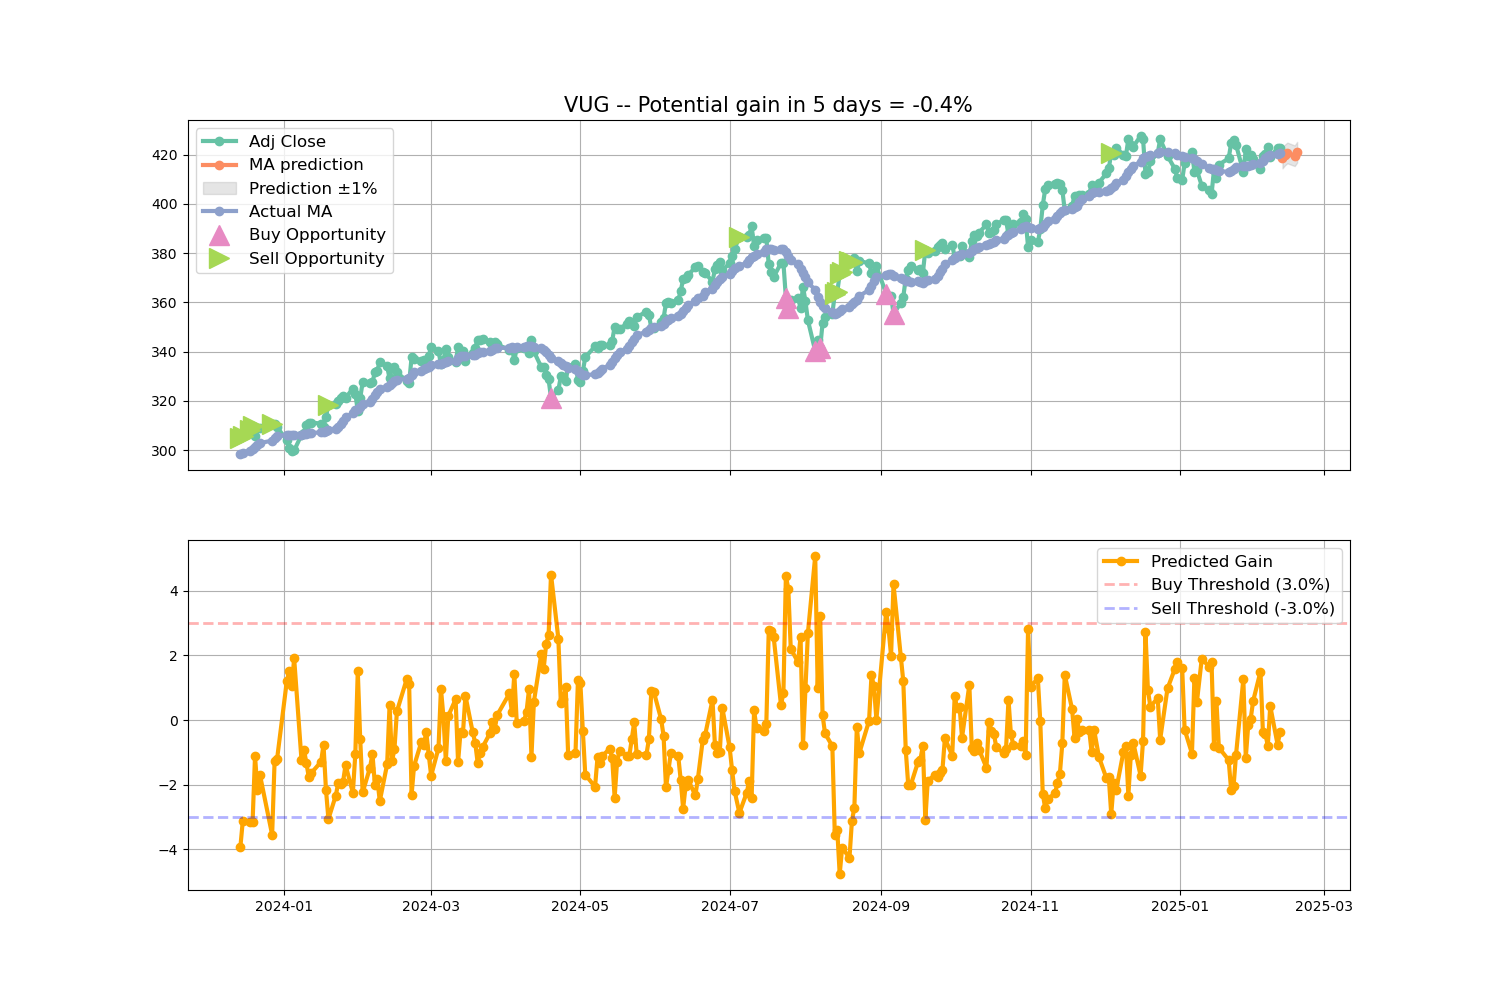 VUG -- Potential gain in 5 days = -0.4%
Adj Close
MA prediction
Prediction ±1%
Actual MA
Buy Opportunity
Sell Opportunity
420
400
380
360
340
320
300
Predicted Gain
Buy Threshold (3.0%)
Sell Threshold (-3.0%)
4
2
0
−2
−4
2024-01 2024-03 2024-05 2024-07 2024-09 2024-11 2025-01 2025-03